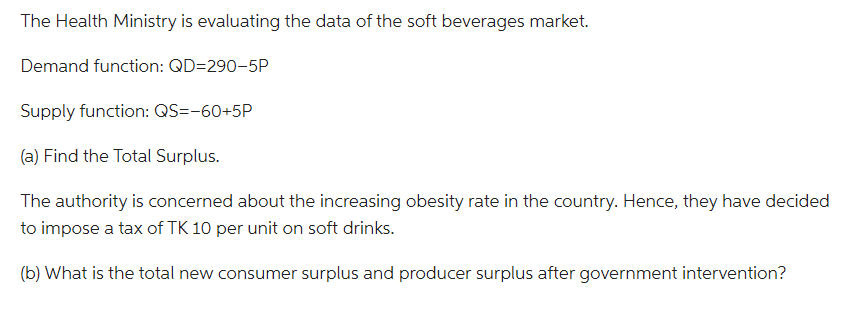 The Health Ministry is evaluating the data of the soft beverages market.
Demand function: QD=290-5P
Supply function: QS=-60+5P
(a) Find the Total Surplus.
The authority is concerned about the increasing obesity rate in the country. Hence, they have decided
to impose a tax of TK 10 per unit on soft drinks.
(b) What is the total new consumer surplus and producer surplus after government intervention?